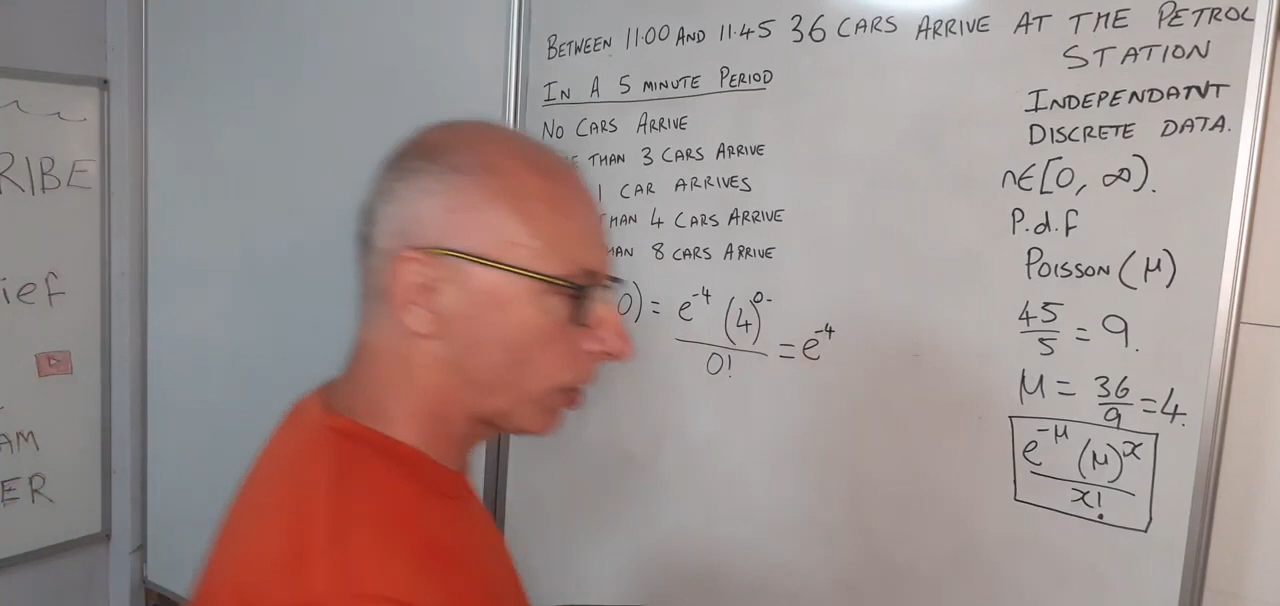 BETWEEN 11.00 AND 11.45 36 CARS ARRIVE AT THE PETROL
STATION
IN A 5 MINUTE PERIOD
NO CARS ARRIVE
THAN 3 CARS ARRIVE
1 CAR ARRIVES
HAN 4 CARS ARRIVE
AN 8 CARS ARRIVE
0) = e^-4 (4)^0 / 0! = e^-4
INDEPENDANT
DISCRETE DATA.
n∈[0, ∞).
P.d.f
POISSON (μ)
45/5 = 9.
μ = 36/9 = 4.
e^-μ (μ)^x / x!
RIBE
ief
AM
ER